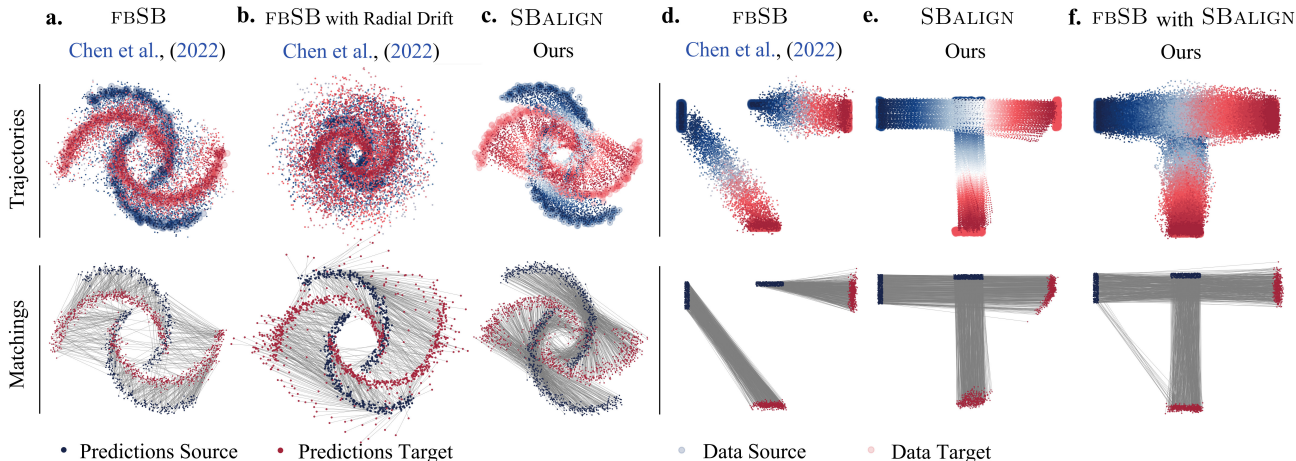 a. FBSB b. FBSB with Radial Drift c. SBALIGN d. FBSB e. SBALIGN f. FBSB with SBALIGN
Chen et al., (2022) Chen et al., (2022) Ours Chen et al., (2022) Ours Ours
Trajectories
Matchings
Predictions Source Predictions Target Data Source Data Target